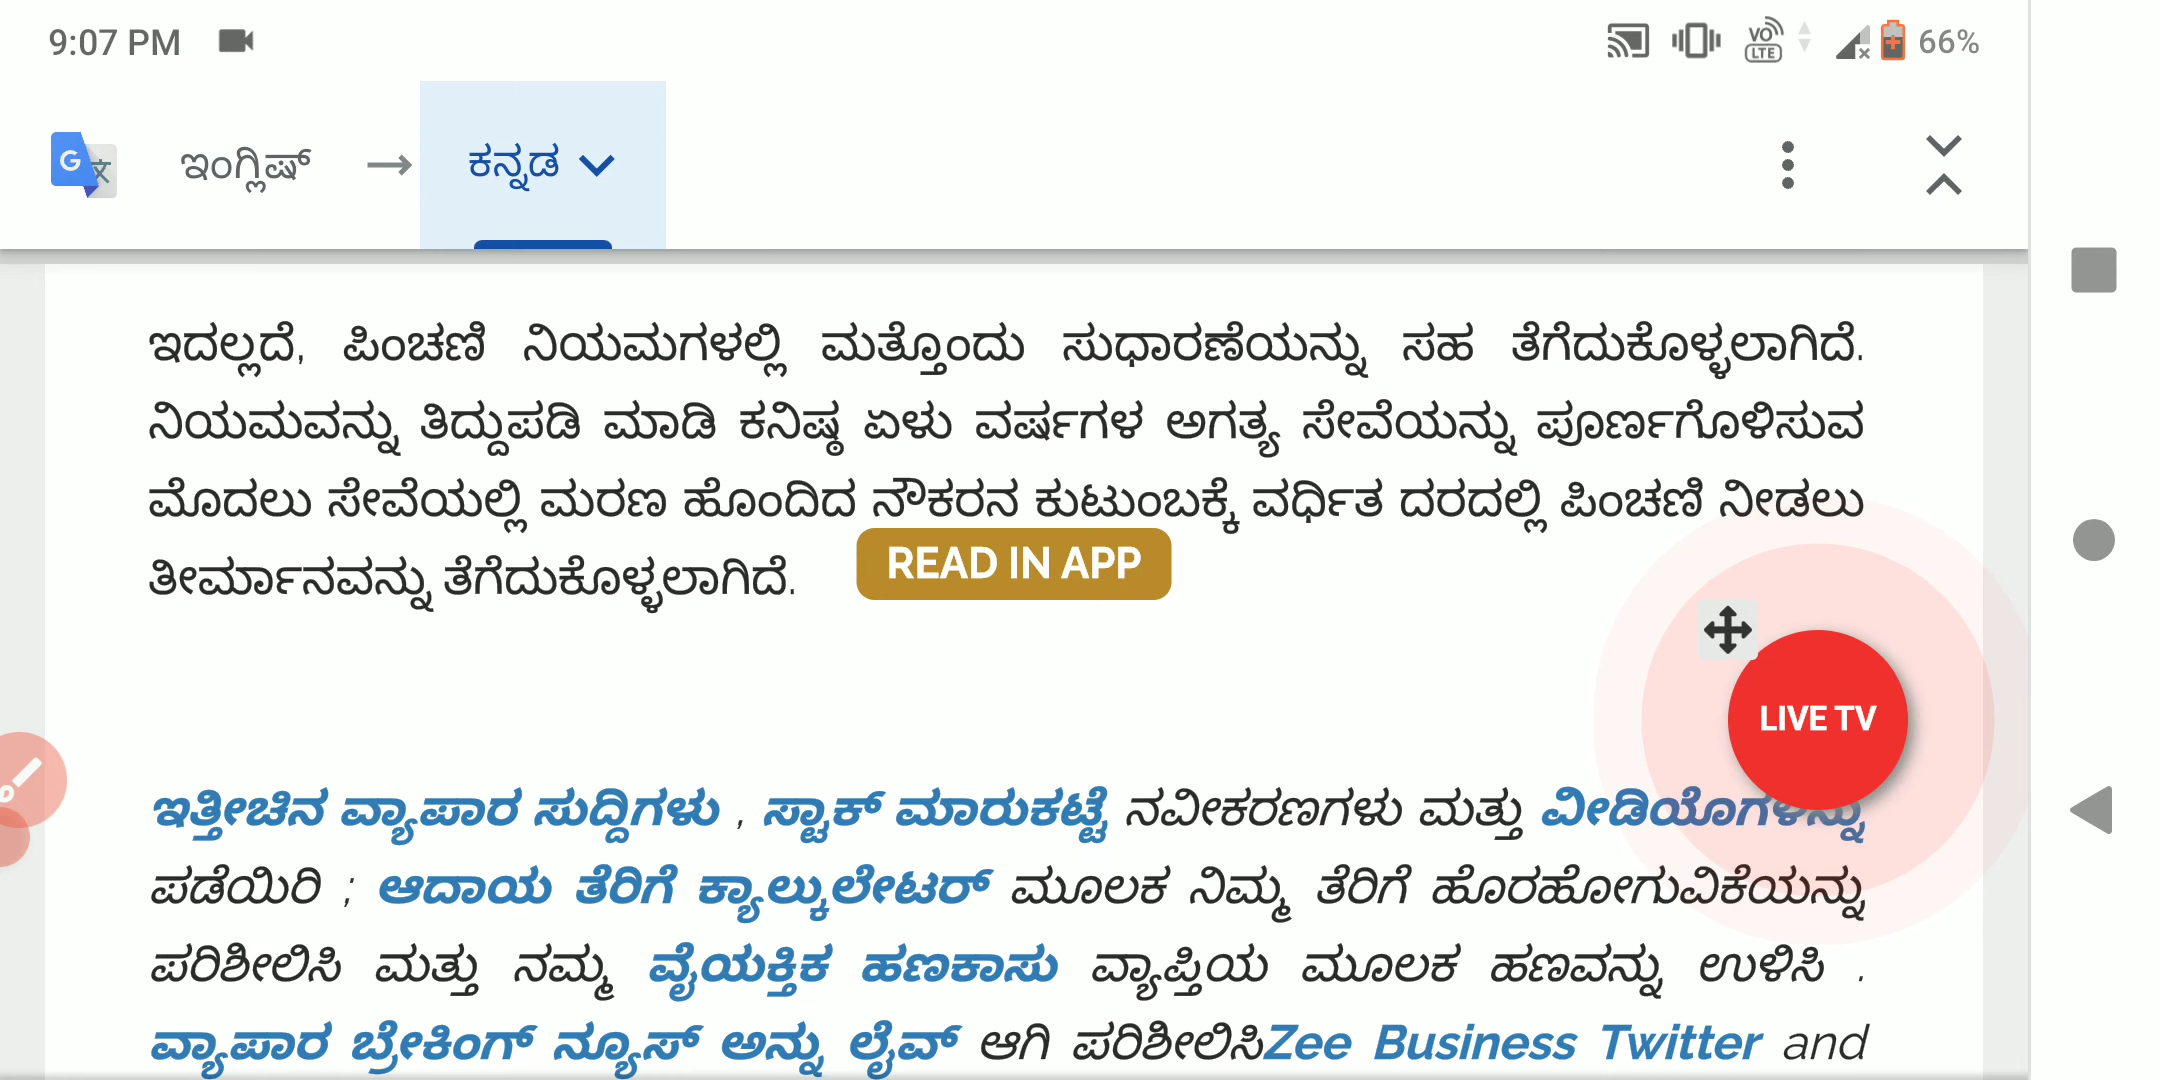 9:07 PM
VO LTE 66%
G ಇಂಗ್ಲಿಷ್ → ಕನ್ನಡ
ಇದಲ್ಲದೆ, ಪಿಂಚಣಿ ನಿಯಮಗಳಲ್ಲಿ ಮತ್ತೊಂದು ಸುಧಾರಣೆಯನ್ನು ಸಹ ತೆಗೆದುಕೊಳ್ಳಲಾಗಿದೆ.
ನಿಯಮವನ್ನು ತಿದ್ದುಪಡಿ ಮಾಡಿ ಕನಿಷ್ಠ ಏಳು ವರ್ಷಗಳ ಅಗತ್ಯ ಸೇವೆಯನ್ನು ಪೂರ್ಣಗೊಳಿಸುವ
ಮೊದಲು ಸೇವೆಯಲ್ಲಿ ಮರಣ ಹೊಂದಿದ ನೌಕರನ ಕುಟುಂಬಕ್ಕೆ ವರ್ಧಿತ ದರದಲ್ಲಿ ಪಿಂಚಣಿ ನೀಡಲು
ತೀರ್ಮಾನವನ್ನು ತೆಗೆದುಕೊಳ್ಳಲಾಗಿದೆ.
READ IN APP
LIVE TV
ಇತ್ತೀಚಿನ ವ್ಯಾಪಾರ ಸುದ್ದಿಗಳು , ಸ್ಟಾಕ್ ಮಾರುಕಟ್ಟೆ ನವೀಕರಣಗಳು ಮತ್ತು ವೀಡಿಯೊಗಳನ್ನು
ಪಡೆಯಿರಿ ; ಆದಾಯ ತೆರಿಗೆ ಕ್ಯಾಲ್ಕುಲೇಟರ್ ಮೂಲಕ ನಿಮ್ಮ ತೆರಿಗೆ ಹೊರಹೋಗುವಿಕೆಯನ್ನು
ಪರಿಶೀಲಿಸಿ ಮತ್ತು ನಮ್ಮ ವೈಯಕ್ತಿಕ ಹಣಕಾಸು ವ್ಯಾಪ್ತಿಯ ಮೂಲಕ ಹಣವನ್ನು ಉಳಿಸಿ .
ವ್ಯಾಪಾರ ಬ್ರೇಕಿಂಗ್ ನ್ಯೂಸ್ ಅನ್ನು ಲೈವ್ ಆಗಿ ಪರಿಶೀಲಿಸಿZee Business Twitter and